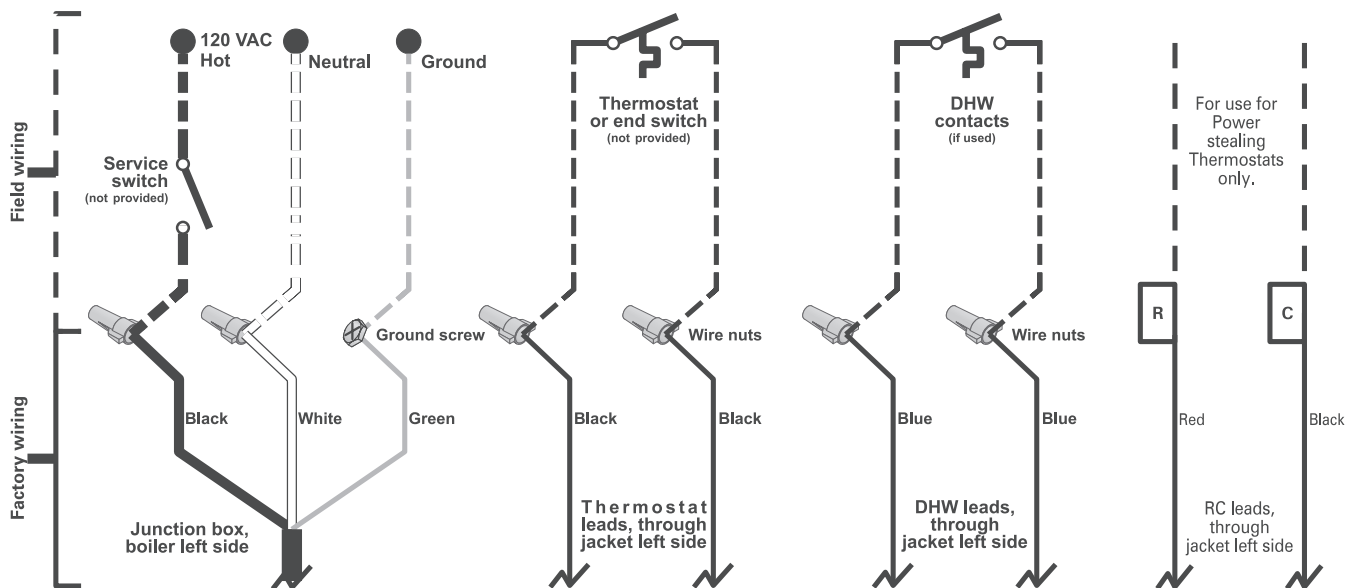 Field wiring
Factory wiring
120 VAC
Hot
Neutral
Ground
Service
switch
(not provided)
Ground screw
Black
White
Green
Junction box,
boiler left side
Thermostat
or end switch
(not provided)
Wire nuts
Black
Black
Thermostat
leads, through
jacket left side
DHW
contacts
(if used)
Wire nuts
Blue
Blue
DHW leads,
through
jacket left side
For use for
Power
stealing
Thermostats
only.
R
C
Red
Black
RC leads,
through
jacket left side